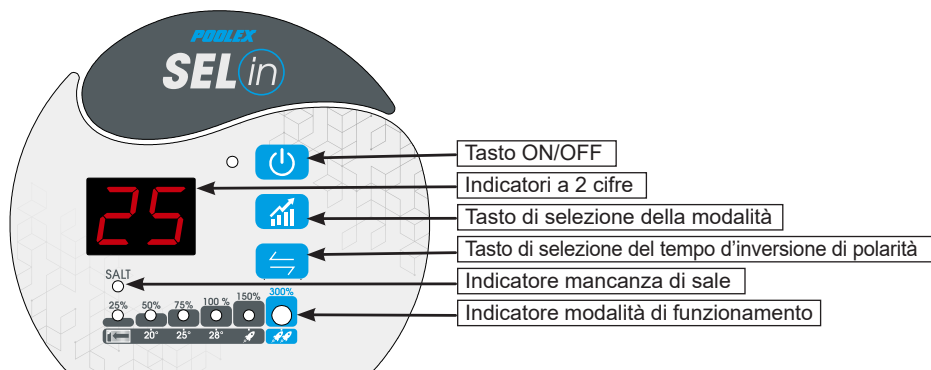 POOLEX
SEL in
Tasto ON/OFF
Indicatori a 2 cifre
25
Tasto di selezione della modalità
Tasto di selezione del tempo d'inversione di polarità
SALT
Indicatore mancanza di sale
25% 50% 75% 100 % 150% 300%
Indicatore modalità di funzionamento
20° 25° 28°